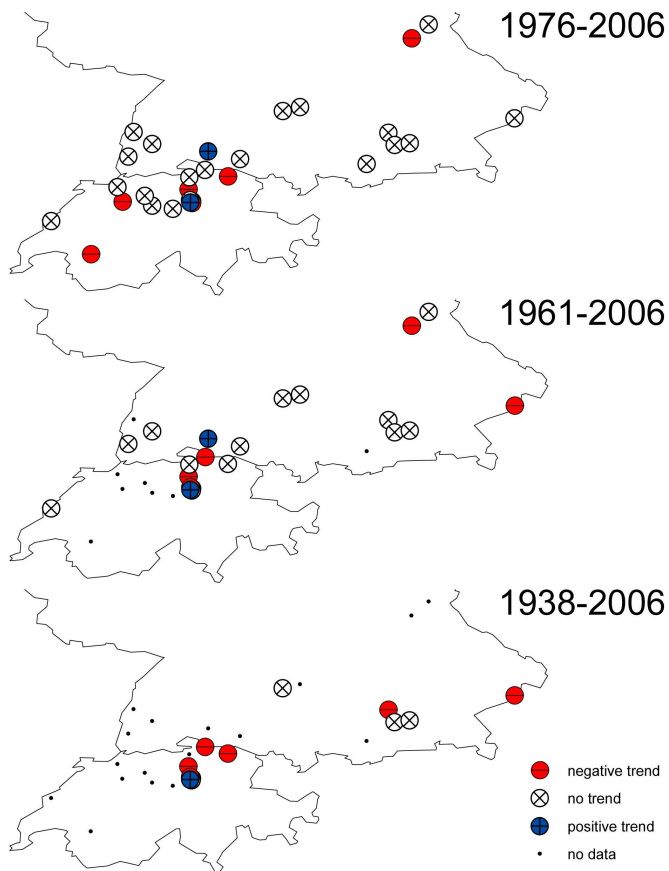 1976-2006
1961-2006
1938-2006
negative trend
no trend
positive trend
no data